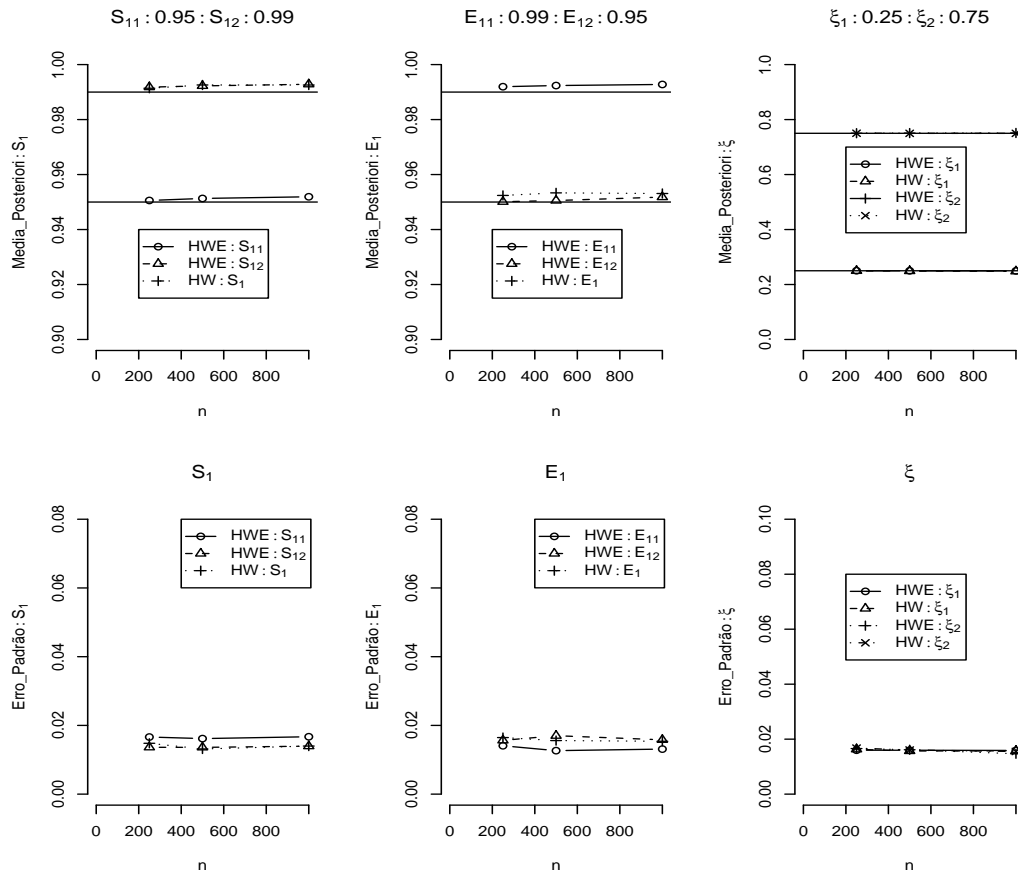 S₁₁ : 0.95 : S₁₂ : 0.99
Media_Posteriori : S₁
1.00
0.98
0.96
0.94
0.92
0.90
HWE : S₁₁
HWE : S₁₂
HW : S₁
0 200 400 600 800
n
E₁₁ : 0.99 : E₁₂ : 0.95
Media_Posteriori : E₁
1.00
0.98
0.96
0.94
0.92
0.90
HWE : E₁₁
HWE : E₁₂
HW : E₁
0 200 400 600 800
n
ξ₁ : 0.25 : ξ₂ : 0.75
Media_Posteriori : ξ
1.0
0.8
0.6
0.4
0.2
0.0
HWE : ξ₁
HW : ξ₁
HWE : ξ₂
HW : ξ₂
0 200 400 600 800
n
S₁
Erro_Padrão : S₁
0.08
0.06
0.04
0.02
0.00
HWE : S₁₁
HWE : S₁₂
HW : S₁
0 200 400 600 800
n
E₁
Erro_Padrão : E₁
0.08
0.06
0.04
0.02
0.00
HWE : E₁₁
HWE : E₁₂
HW : E₁
0 200 400 600 800
n
ξ
Erro_Padrão : ξ
0.10
0.08
0.06
0.04
0.02
0.00
HWE : ξ₁
HW : ξ₁
HWE : ξ₂
HW : ξ₂
0 200 400 600 800
n